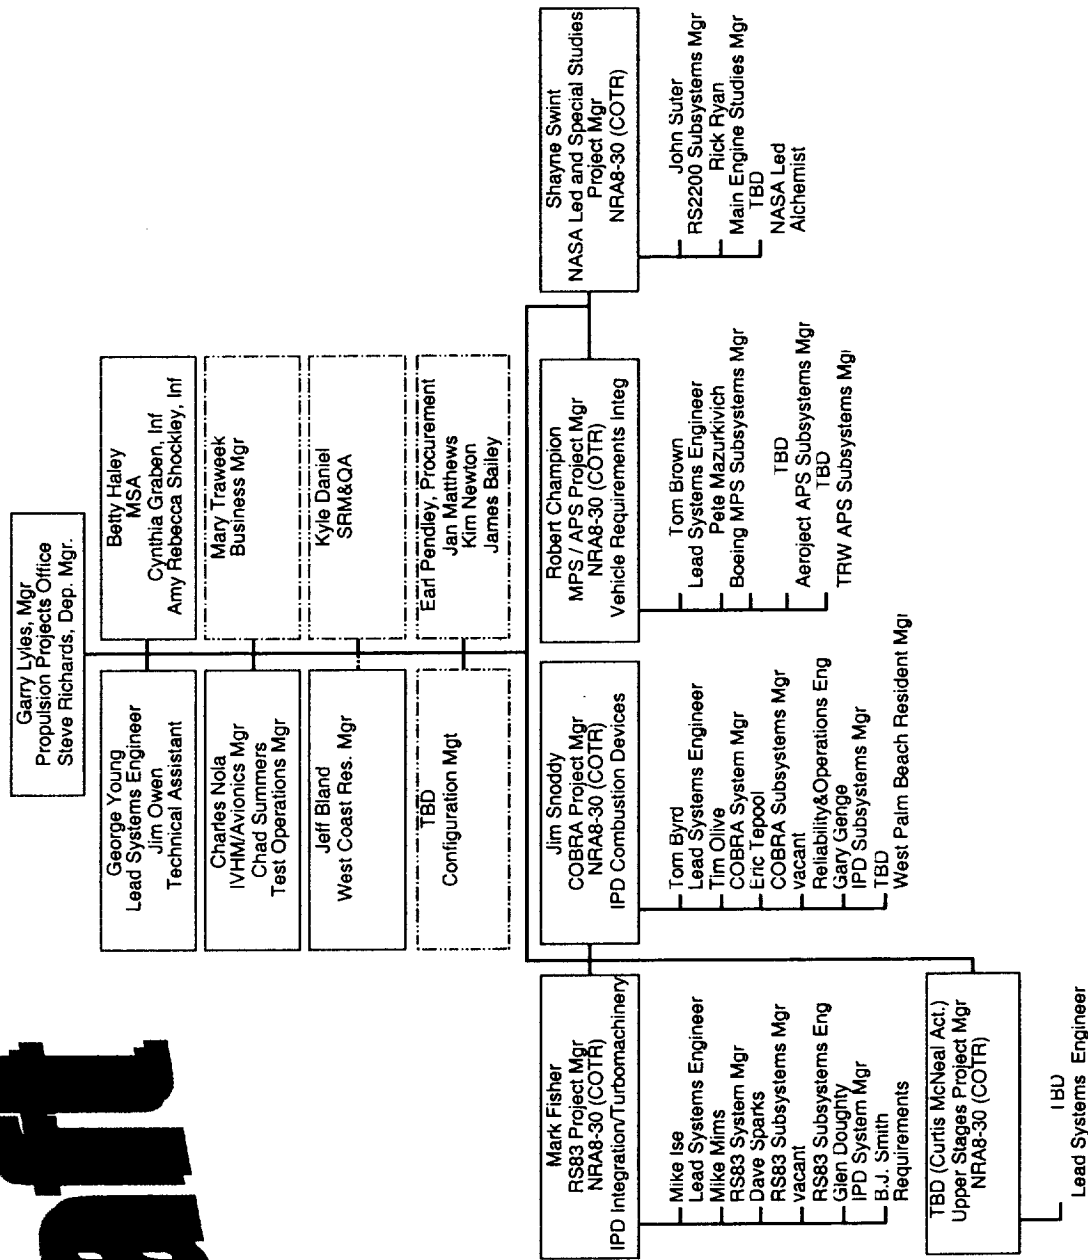 Garry Lyles, Mgr
Propulsion Projects Office
Steve Richards, Dep. Mgr.
George Young
Lead Systems Engineer
Jim Owen
Technical Assistant
Betty Haley
MSA
Cynthia Graben, Inf
Amy Rebecca Shockley, Inf
Charles Nola
IVHM/Avionics Mgr
Chad Summers
Test Operations Mgr
Mary Traweek
Business Mgr
Jeff Bland
West Coast Res. Mgr
Kyle Daniel
SRM&QA
TBD
Configuration Mgt
Earl Pendley, Procurement
Jan Matthews
Kim Newton
James Bailey
Mark Fisher
RS83 Project Mgr
NRA8-30 (COTR)
IPD Integration/Turbomachinery
Mike Ise
Lead Systems Engineer
Mike Mims
RS83 System Mgr
Dave Sparks
RS83 Subsystems Mgr
vacant
RS83 Subsystems Eng
Glen Doughty
IPD System Mgr
B.J. Smith
Requirements
Jim Snoddy
COBRA Project Mgr
NRA8-30 (COTR)
IPD Combustion Devices
Tom Byrd
Lead Systems Engineer
Tim Olive
COBRA System Mgr
Eric Tepool
COBRA Subsystems Mgr
vacant
Reliability&Operations Eng
Gary Genge
IPD Subsystems Mgr
TBD
West Palm Beach Resident Mgr
Robert Champion
MPS / APS Project Mgr
NRA8-30 (COTR)
Vehicle Requirements Integ
Tom Brown
Lead Systems Engineer
Pete Mazurkivich
Boeing MPS Subsystems Mgr
TBD
Aeroject APS Subsystems Mgr
TBD
TRW APS Subsystems Mgr
Shayne Swint
NASA Led and Special Studies
Project Mgr
NRA8-30 (COTR)
John Suter
RS2200 Subsystems Mgr
Rick Ryan
Main Engine Studies Mgr
TBD
NASA Led
Alchemist
TBD (Curtis McNeal Act.)
Upper Stages Project Mgr
NRA8-30 (COTR)
TBD
Lead Systems Engineer